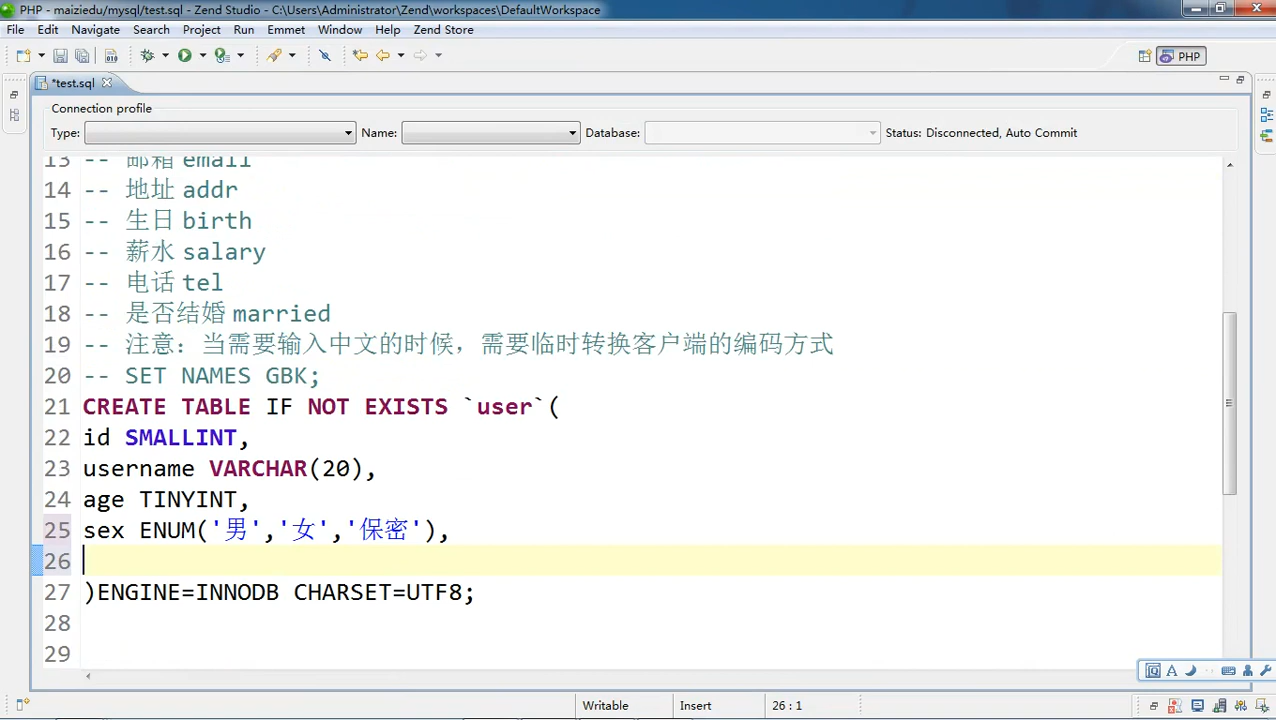 PHP - maiziedu/mysql/test.sql - Zend Studio - C:\Users\Administrator\Zend\workspaces\DefaultWorkspace
File Edit Navigate Search Project Run Emmet Window Help Zend Store
PHP
*test.sql
Connection profile
Type: Name: Database: Status: Disconnected, Auto Commit
13 -- 邮箱 email
14 -- 地址 addr
15 -- 生日 birth
16 -- 薪水 salary
17 -- 电话 tel
18 -- 是否结婚 married
19 -- 注意：当需要输入中文的时候，需要临时转换客户端的编码方式
20 -- SET NAMES GBK;
21 CREATE TABLE IF NOT EXISTS `user`(
22 id SMALLINT,
23 username VARCHAR(20),
24 age TINYINT,
25 sex ENUM('男','女','保密'),
26
27 )ENGINE=INNODB CHARSET=UTF8;
28
29
Writable Insert 26 : 1